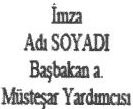 İmza
Adı SOYADI
Başbakan a.
Müsteşar Yardımcısı